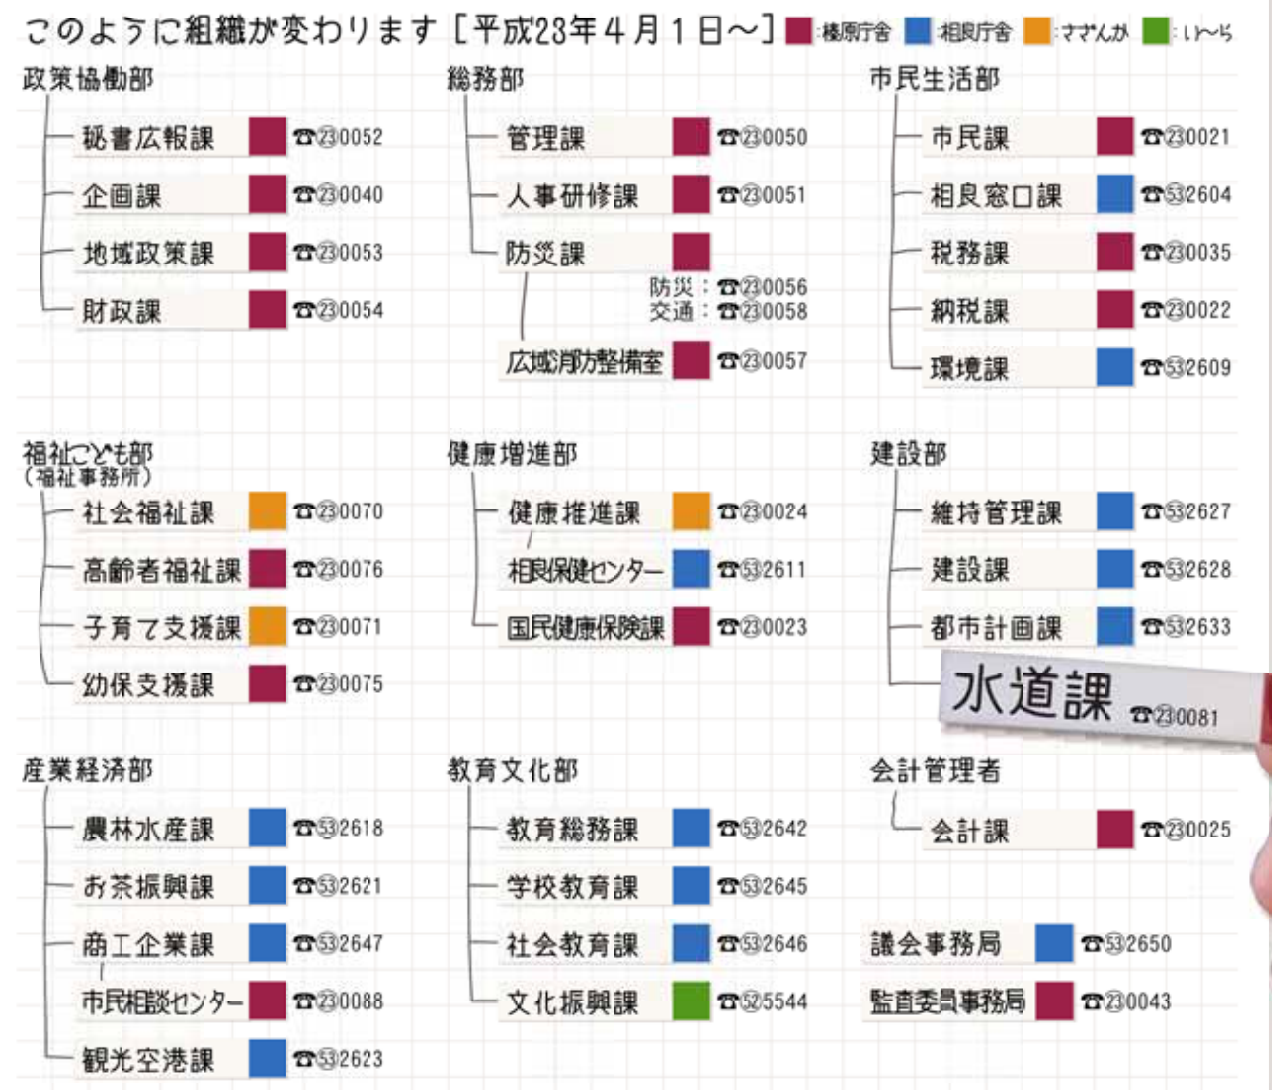 このように組織が変わります［平成23年4月1日〜］ :榛原庁舎 :相良庁舎 :さざんか :い〜ら
政策協働部
秘書広報課 ☎㉓0052
企画課 ☎㉓0040
地域政策課 ☎㉓0053
財政課 ☎㉓0054
総務部
管理課 ☎㉓0050
人事研修課 ☎㉓0051
防災課
防災：☎㉓0056
交通：☎㉓0058
広域消防整備室 ☎㉓0057
市民生活部
市民課 ☎㉓0021
相良窓口課 ☎532604
税務課 ☎㉓0035
納税課 ☎㉓0022
環境課 ☎532609
福祉こども部
（福祉事務所）
社会福祉課 ☎㉓0070
高齢者福祉課 ☎㉓0076
子育て支援課 ☎㉓0071
幼保支援課 ☎㉓0075
健康増進部
健康推進課 ☎㉓0024
相良保健センター ☎532611
国民健康保険課 ☎㉓0023
建設部
維持管理課 ☎532627
建設課 ☎532628
都市計画課 ☎532633
水道課 ☎㉓0081
産業経済部
農林水産課 ☎532618
お茶振興課 ☎532621
商工企業課 ☎532647
市民相談センター ☎㉓0088
観光空港課 ☎532623
教育文化部
教育総務課 ☎532642
学校教育課 ☎532645
社会教育課 ☎532646
文化振興課 ☎525544
会計管理者
会計課 ☎㉓0025
議会事務局 ☎532650
監査委員事務局 ☎㉓0043